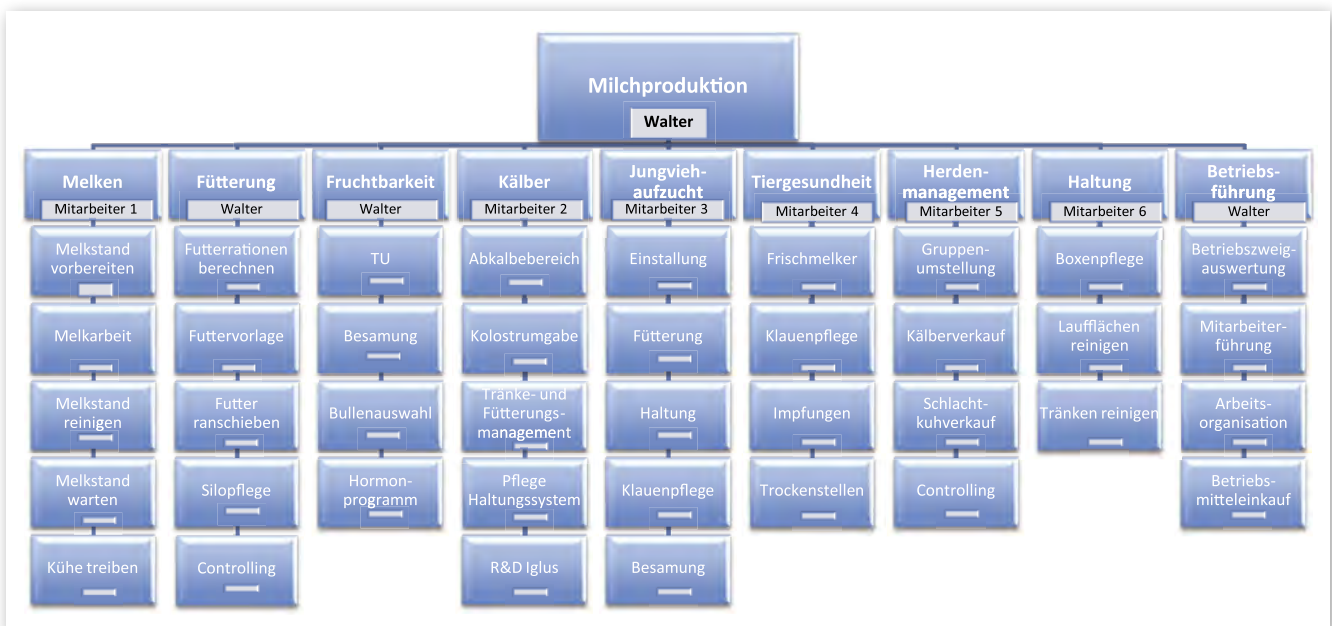 Milchproduktion
Walter
Melken
Mitarbeiter 1
Melkstand
vorbereiten
Melkarbeit
Melkstand
reinigen
Melkstand
warten
Kühe treiben
Fütterung
Walter
Futterrationen
berechnen
Futtervorlage
Futter
ranschieben
Silopflege
Controlling
Fruchtbarkeit
Walter
TU
Besamung
Bullenauswahl
Hormon-
programm
Kälber
Mitarbeiter 2
Abkalbebereich
Kolostrumgabe
Tränke- und
Fütterungs-
management
Pflege
Haltungssystem
R&D Iglus
Jungvieh-
aufzucht
Mitarbeiter 3
Einstallung
Fütterung
Haltung
Klauenpflege
Besamung
Tiergesundheit
Mitarbeiter 4
Frischmelker
Klauenpflege
Impfungen
Trockenstellen
Herden-
management
Mitarbeiter 5
Gruppen-
umstellung
Kälberverkauf
Schlacht-
kuhverkauf
Controlling
Haltung
Mitarbeiter 6
Boxenpflege
Laufflächen
reinigen
Tränken reinigen
Betriebs-
führung
Walter
Betriebszweig-
auswertung
Mitarbeiter-
führung
Arbeits-
organisation
Betriebs-
mitteleinkauf